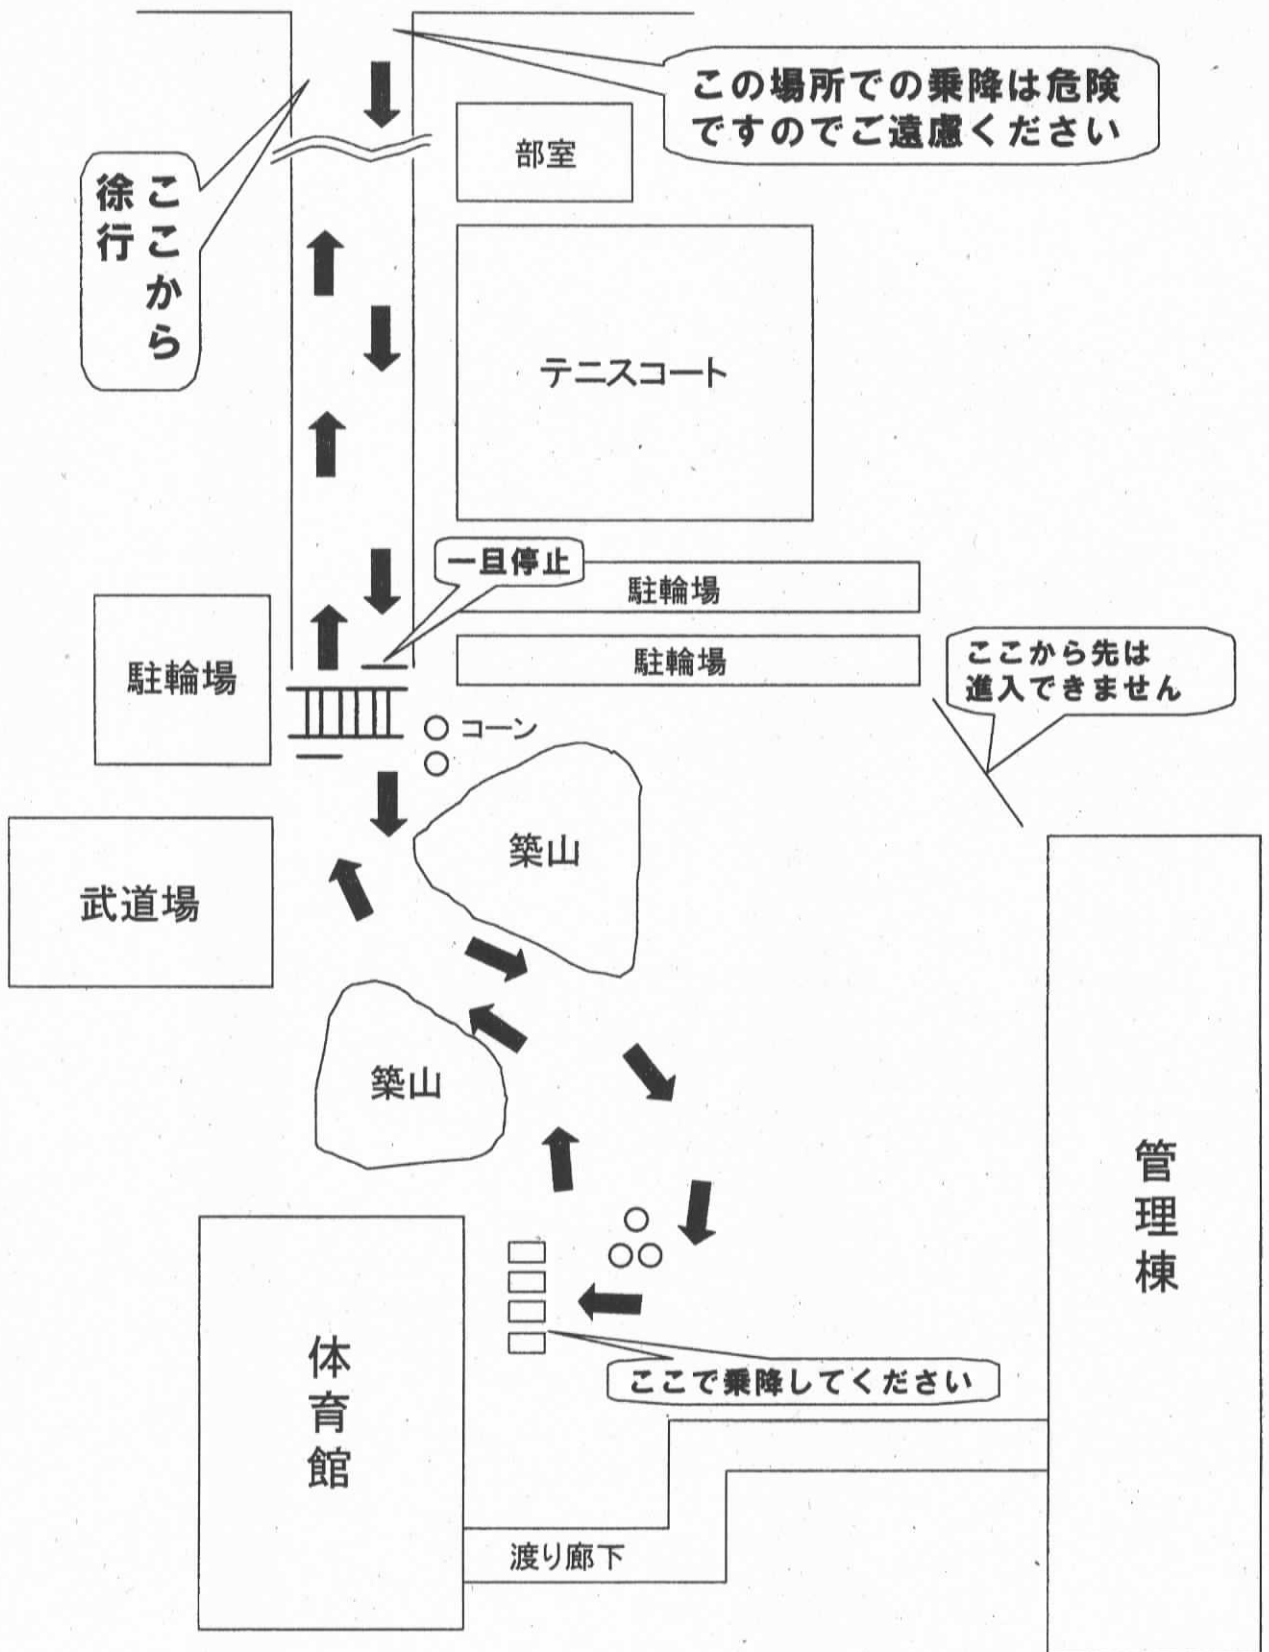 この場所での乗降は危険
ですのでご遠慮ください
部室
ここから
徐行
テニスコート
一旦停止
駐輪場
駐輪場
駐輪場
ここから先は
進入できません
コーン
築山
武道場
築山
管理棟
体育館
ここで乗降してください
渡り廊下